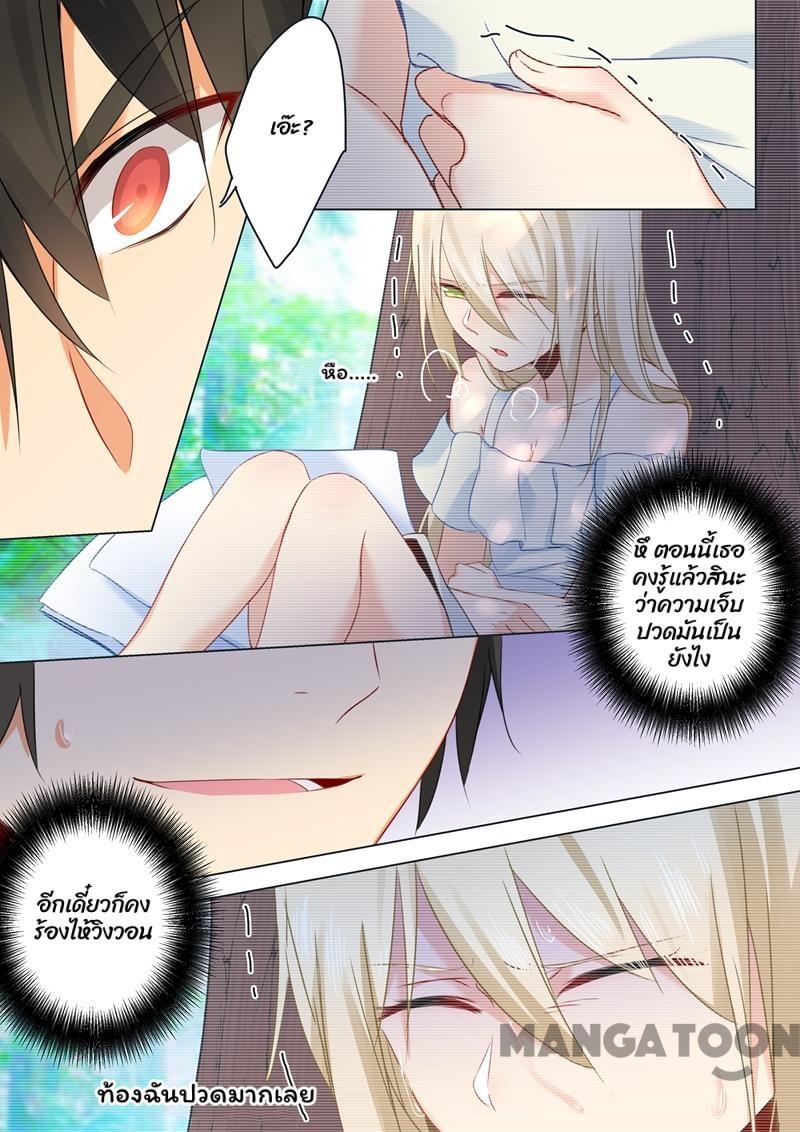 เอ๊ะ?
หือ.....
หึ ตอนนี้เธอ
คงรู้แล้วสินะ
ว่าความเจ็บ
ปวดมันเป็น
ยังไง
อีกเดี๋ยวก็คง
ร้องไห้วิงวอน
MANGATOON
ท้องฉันปวดมากเลย